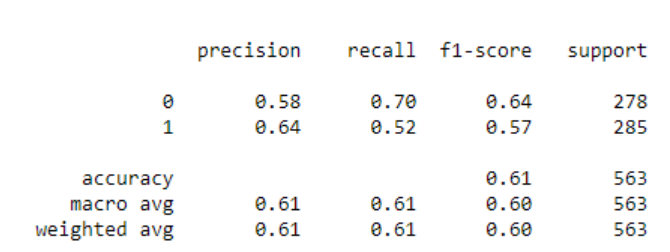 precision recall f1-score support
0 0.58 0.70 0.64 278
1 0.64 0.52 0.57 285
accuracy 0.61 563
macro avg 0.61 0.61 0.60 563
weighted avg 0.61 0.61 0.60 563